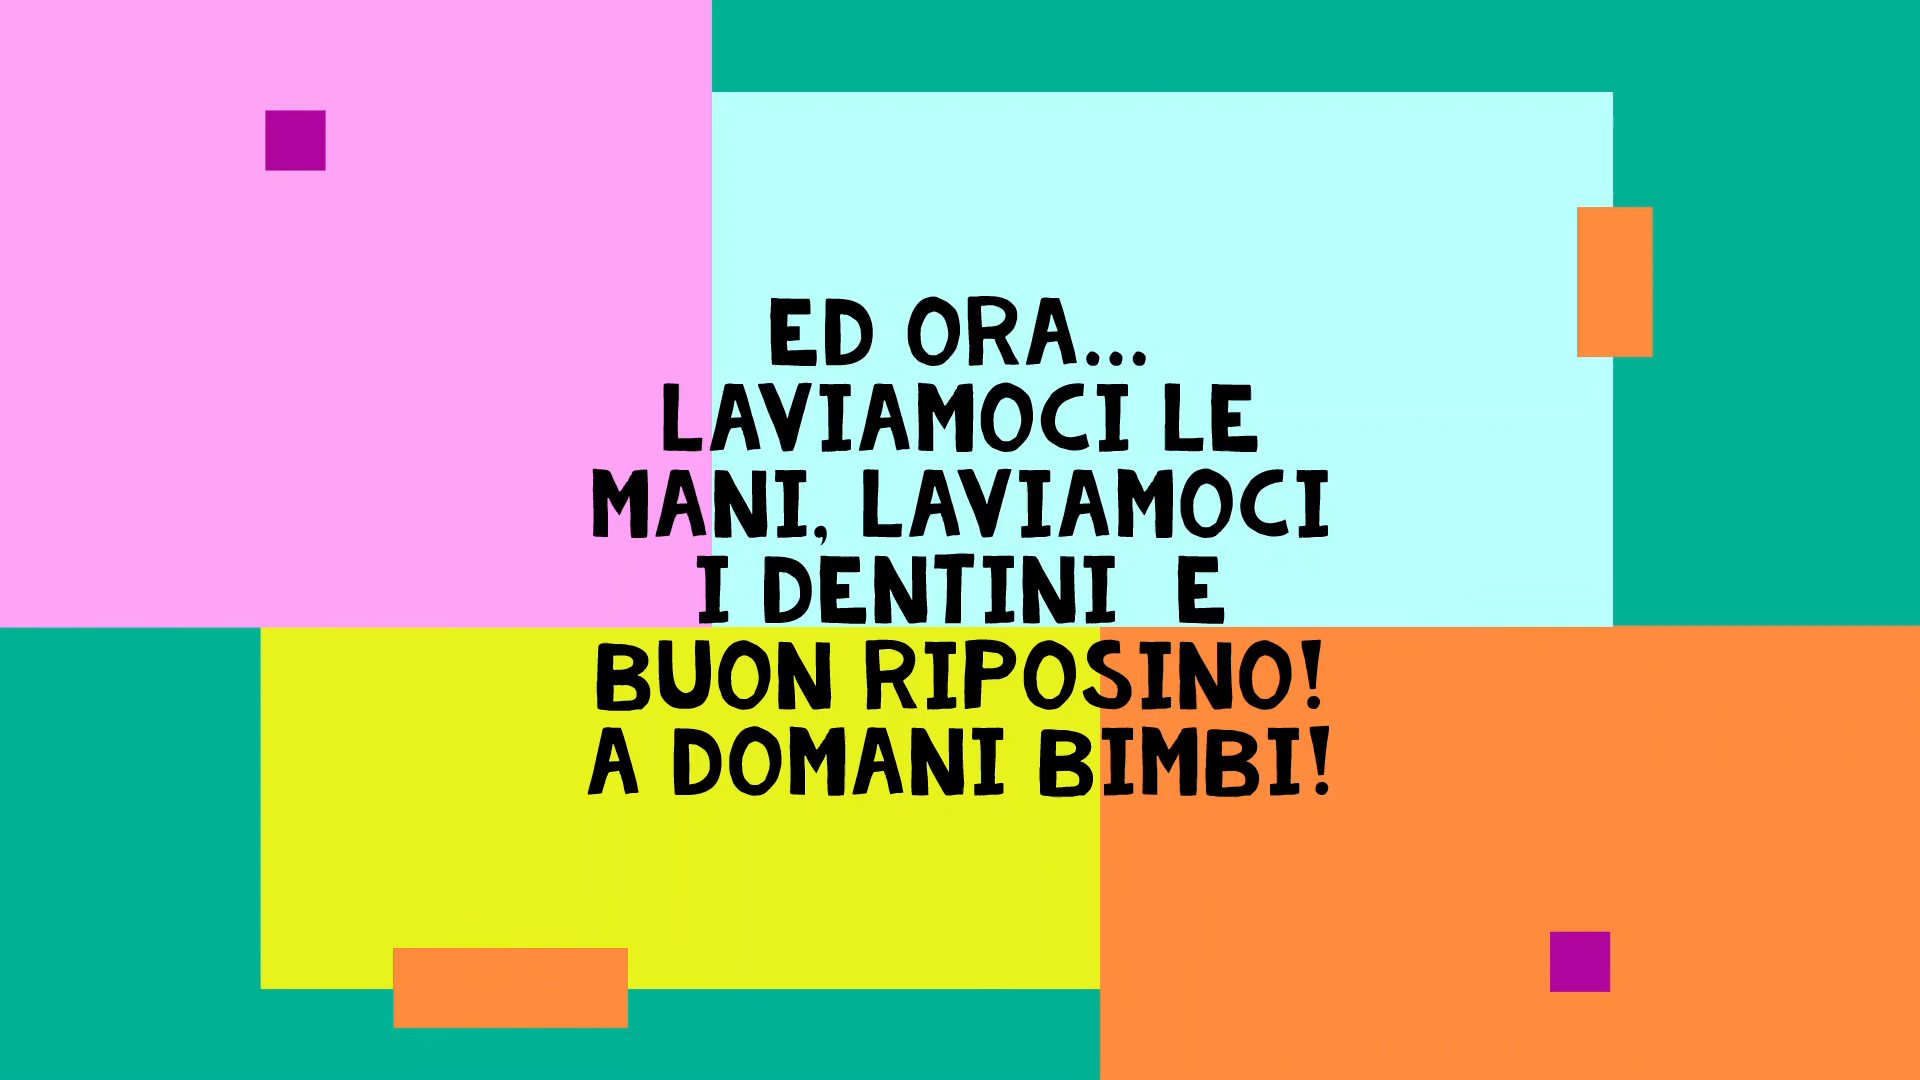 ED ORA...
LAVIAMOCI LE
MANI, LAVIAMOCI
I DENTINI  E
BUON RIPOSINO!
A DOMANI BIMBI!